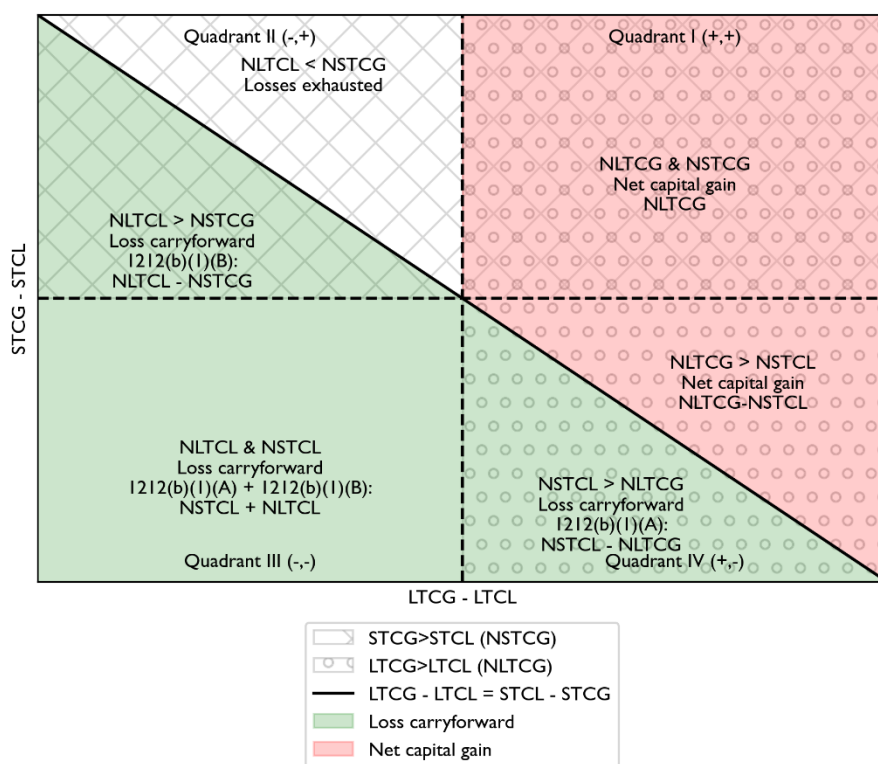 Quadrant II (-,+)
NLTCL < NSTCG
Losses exhausted
Quadrant I (+,+)
NLTCG & NSTCG
Net capital gain
NLTCG
NLTCL > NSTCG
Loss carryforward
1212(b)(1)(B):
NLTCL - NSTCG
STCG - STCL
NLTCG > NSTCL
Net capital gain
NLTCG-NSTCL
NLTCL & NSTCL
Loss carryforward
1212(b)(1)(A) + 1212(b)(1)(B):
NSTCL + NLTCL
Quadrant III (-,-)
NSTCL > NLTCG
Loss carryforward
1212(b)(1)(A):
NSTCL - NLTCG
Quadrant IV (+,-)
LTCG - LTCL
STCG>STCL (NSTCG)
LTCG>LTCL (NLTCG)
LTCG - LTCL = STCL - STCG
Loss carryforward
Net capital gain